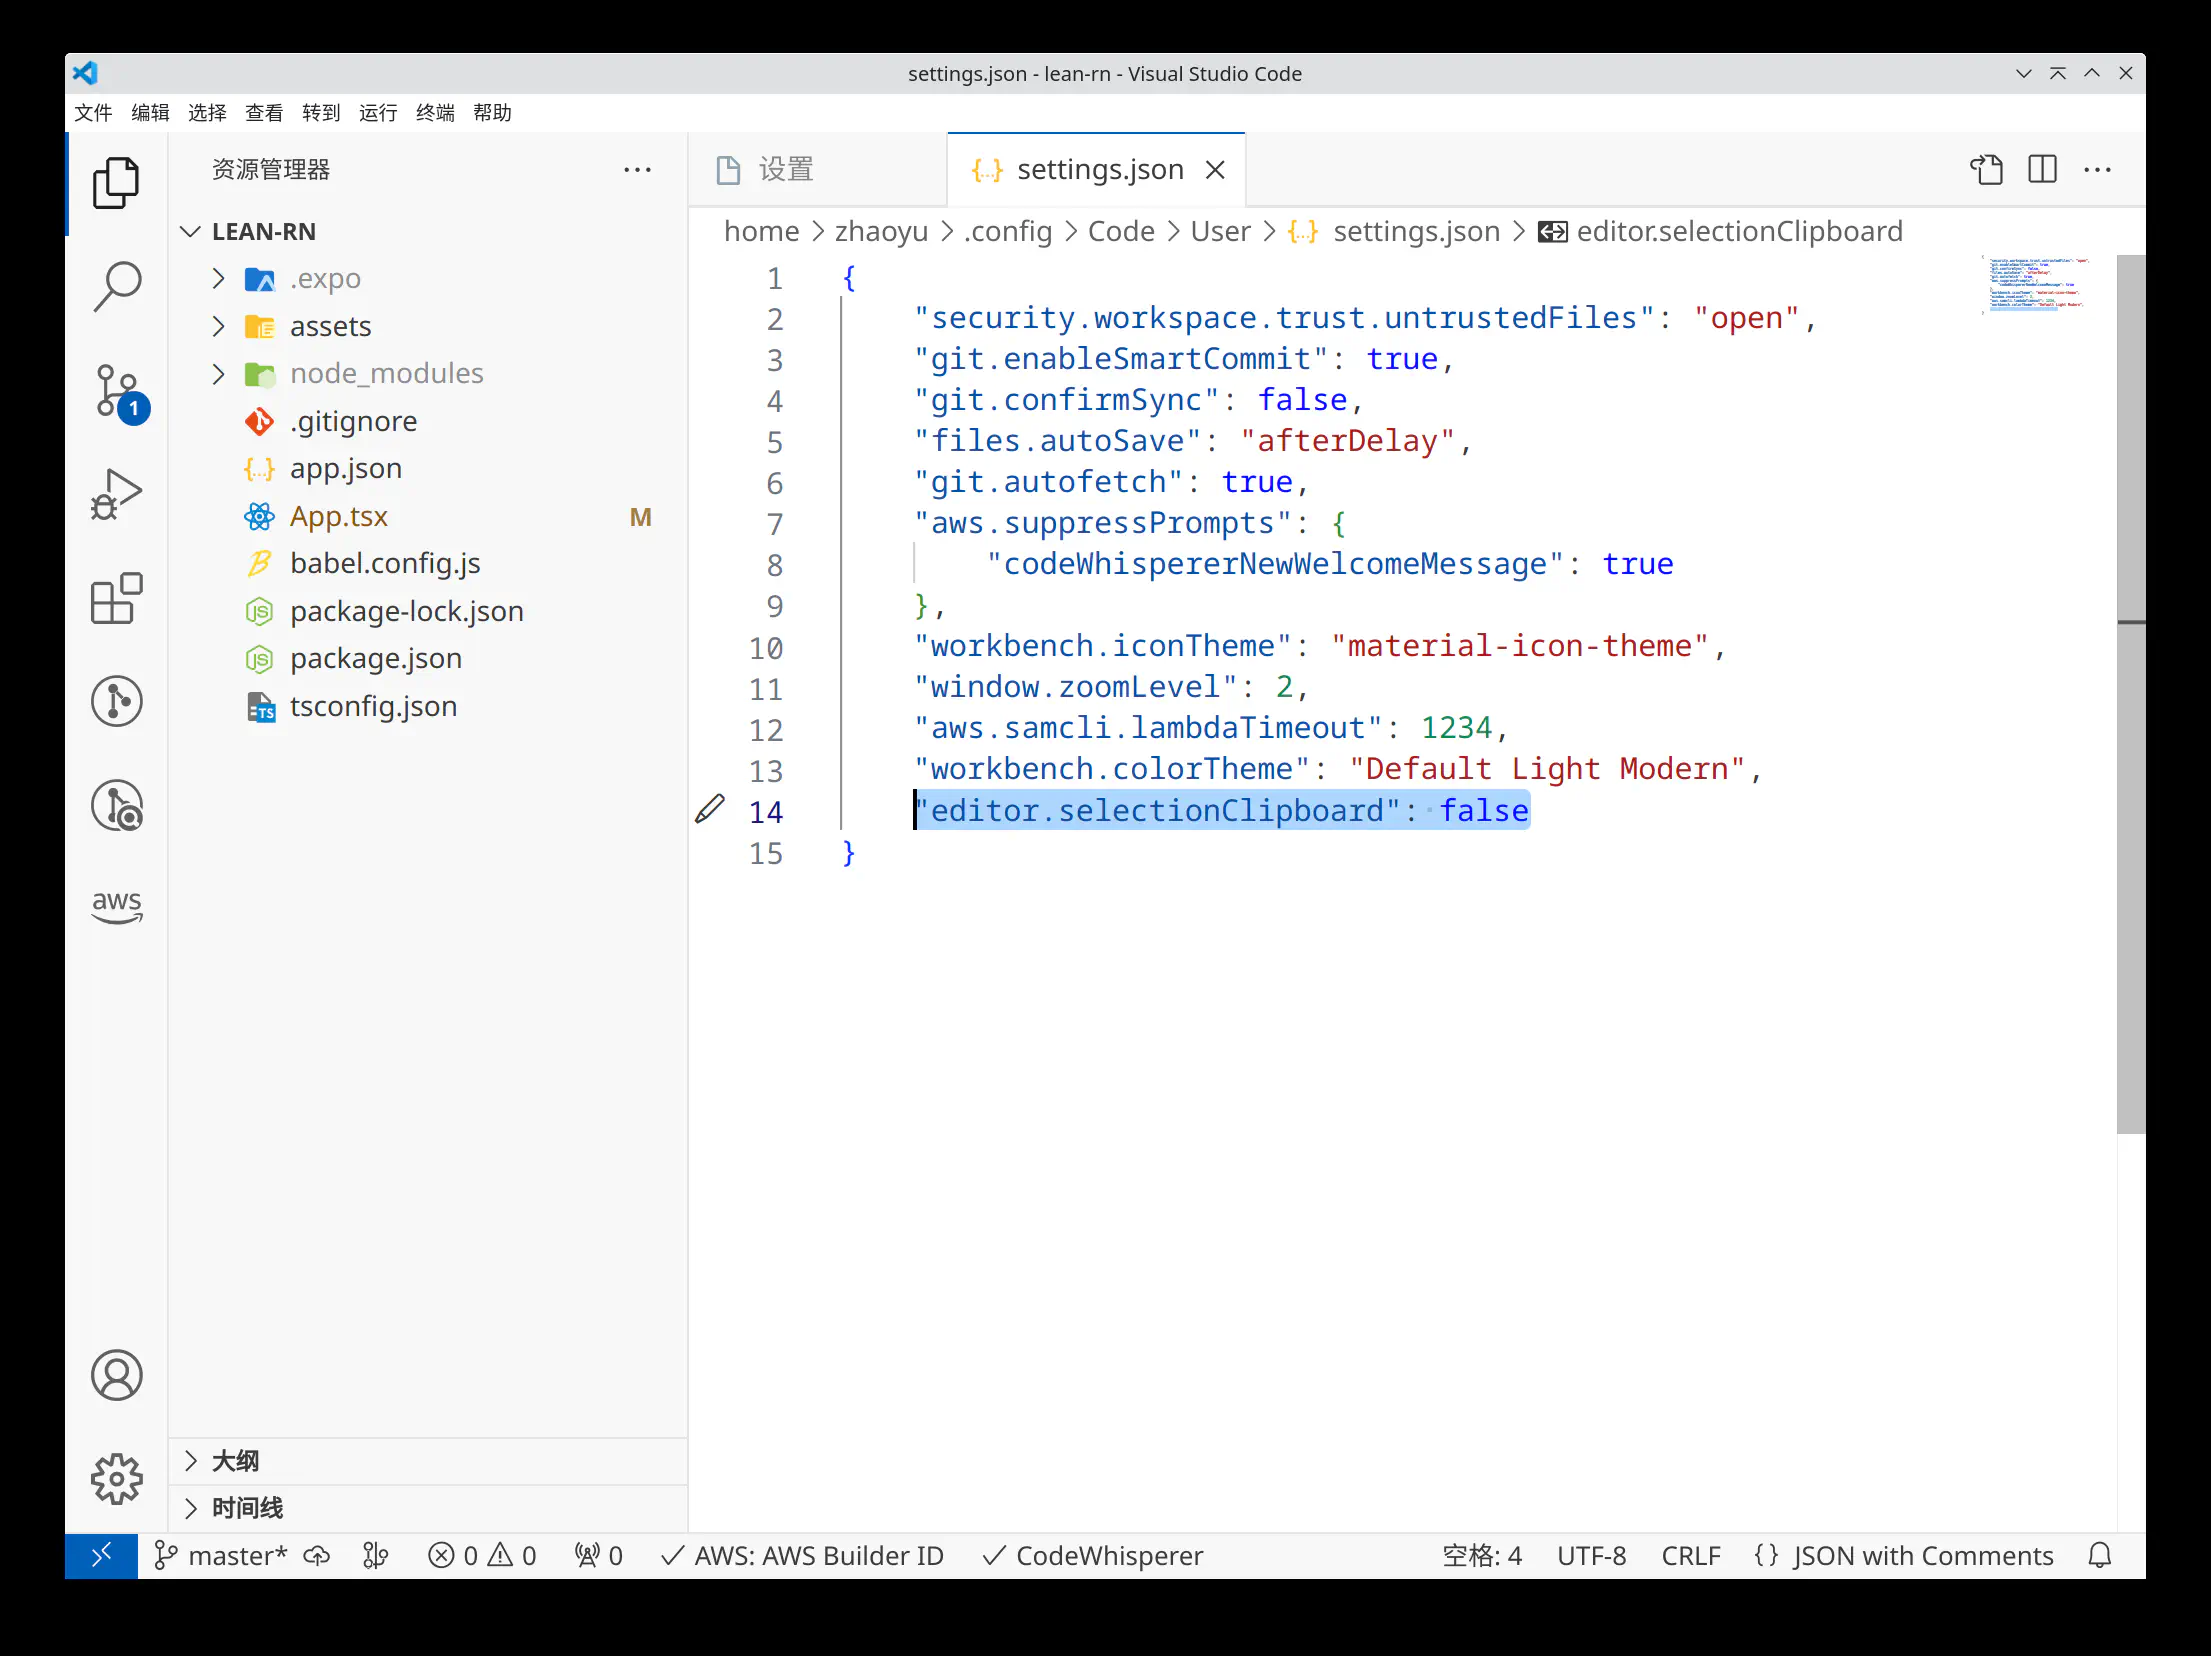 settings.json - lean-rn - Visual Studio Code
文件 编辑 选择 查看 转到 运行 终端 帮助
资源管理器
LEAN-RN
.expo
assets
node_modules
.gitignore
app.json
App.tsx M
babel.config.js
package-lock.json
package.json
tsconfig.json
大纲
时间线
1
aws
设置 settings.json
home > zhaoyu > .config > Code > User > {...} settings.json > editor.selectionClipboard
1 {
2 "security.workspace.trust.untrustedFiles": "open",
3 "git.enableSmartCommit": true,
4 "git.confirmSync": false,
5 "files.autoSave": "afterDelay",
6 "git.autofetch": true,
7 "aws.suppressPrompts": {
8 "codeWhispererNewWelcomeMessage": true
9 },
10 "workbench.iconTheme": "material-icon-theme",
11 "window.zoomLevel": 2,
12 "aws.samcli.lambdaTimeout": 1234,
13 "workbench.colorTheme": "Default Light Modern",
14 "editor.selectionClipboard": false
15 }
master* 0 0 0 AWS: AWS Builder ID CodeWhisperer 空格: 4 UTF-8 CRLF {} JSON with Comments